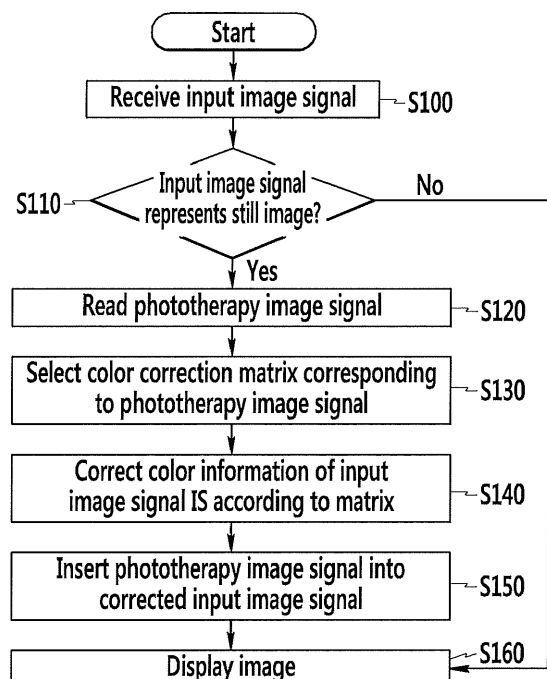 Start
Receive input image signal
S100
Input image signal
represents still image?
S110
No
Yes
Read phototherapy image signal
S120
Select color correction matrix corresponding
to phototherapy image signal
S130
Correct color information of input
image signal IS according to matrix
S140
Insert phototherapy image signal into
corrected input image signal
S150
Display image
S160